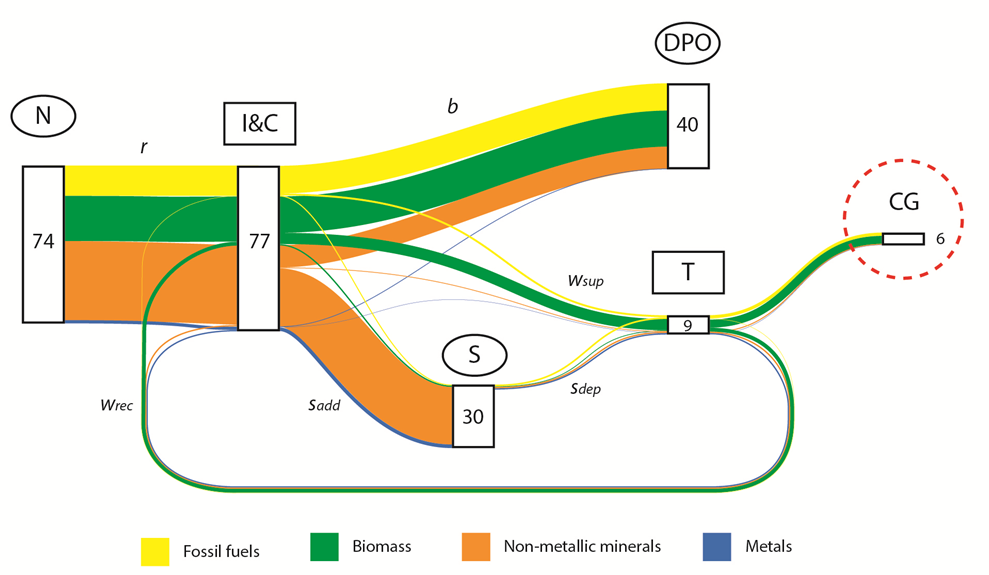 DPO
N
I&C
b
r
40
CG
74
77
6
T
Wsup
9
S
Sdep
Wrec
Sadd
30
Fossil fuels
Biomass
Non-metallic minerals
Metals